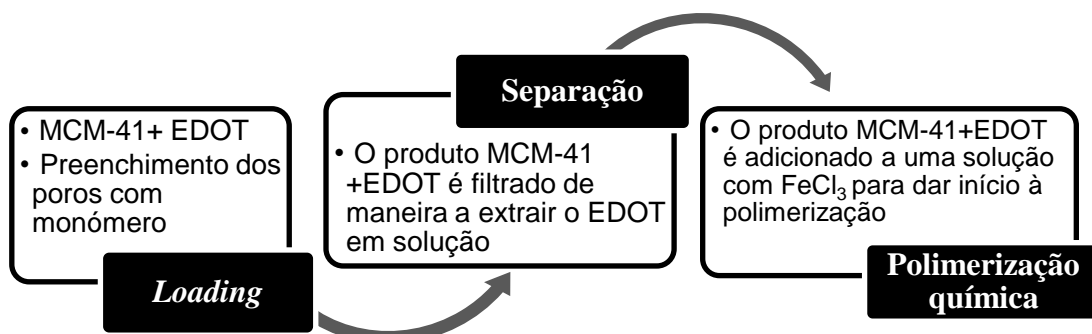 • MCM-41+ EDOT
• Preenchimento dos
poros com
monómero
Loading
Separação
• O produto MCM-41
+EDOT é filtrado de
maneira a extrair o EDOT
em solução
• O produto MCM-41+EDOT
é adicionado a uma solução
com FeCl₃ para dar início à
polimerização
Polimerização
química